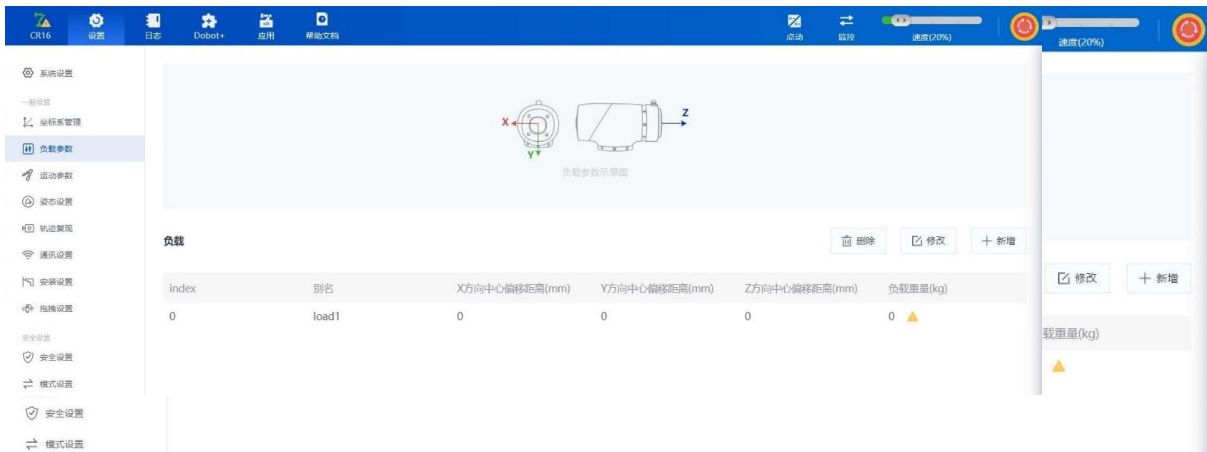 CR16 设置 日志 Dobot+ 应用 帮助文档 点动 监控 速度(20%) 速度(20%)
系统设置
一般设置
坐标系管理
负载参数
运动参数
姿态设置
轨迹复现
通讯设置
安装设置
拖拽设置
安全设置
安全设置
模式设置
安全设置
模式设置
X Y Z
负载参数示意图
负载 删除 修改 新增
index 别名 X方向中心偏移距离(mm) Y方向中心偏移距离(mm) Z方向中心偏移距离(mm) 负载重量(kg)
0 load1 0 0 0 0
修改 新增
载重量(kg)